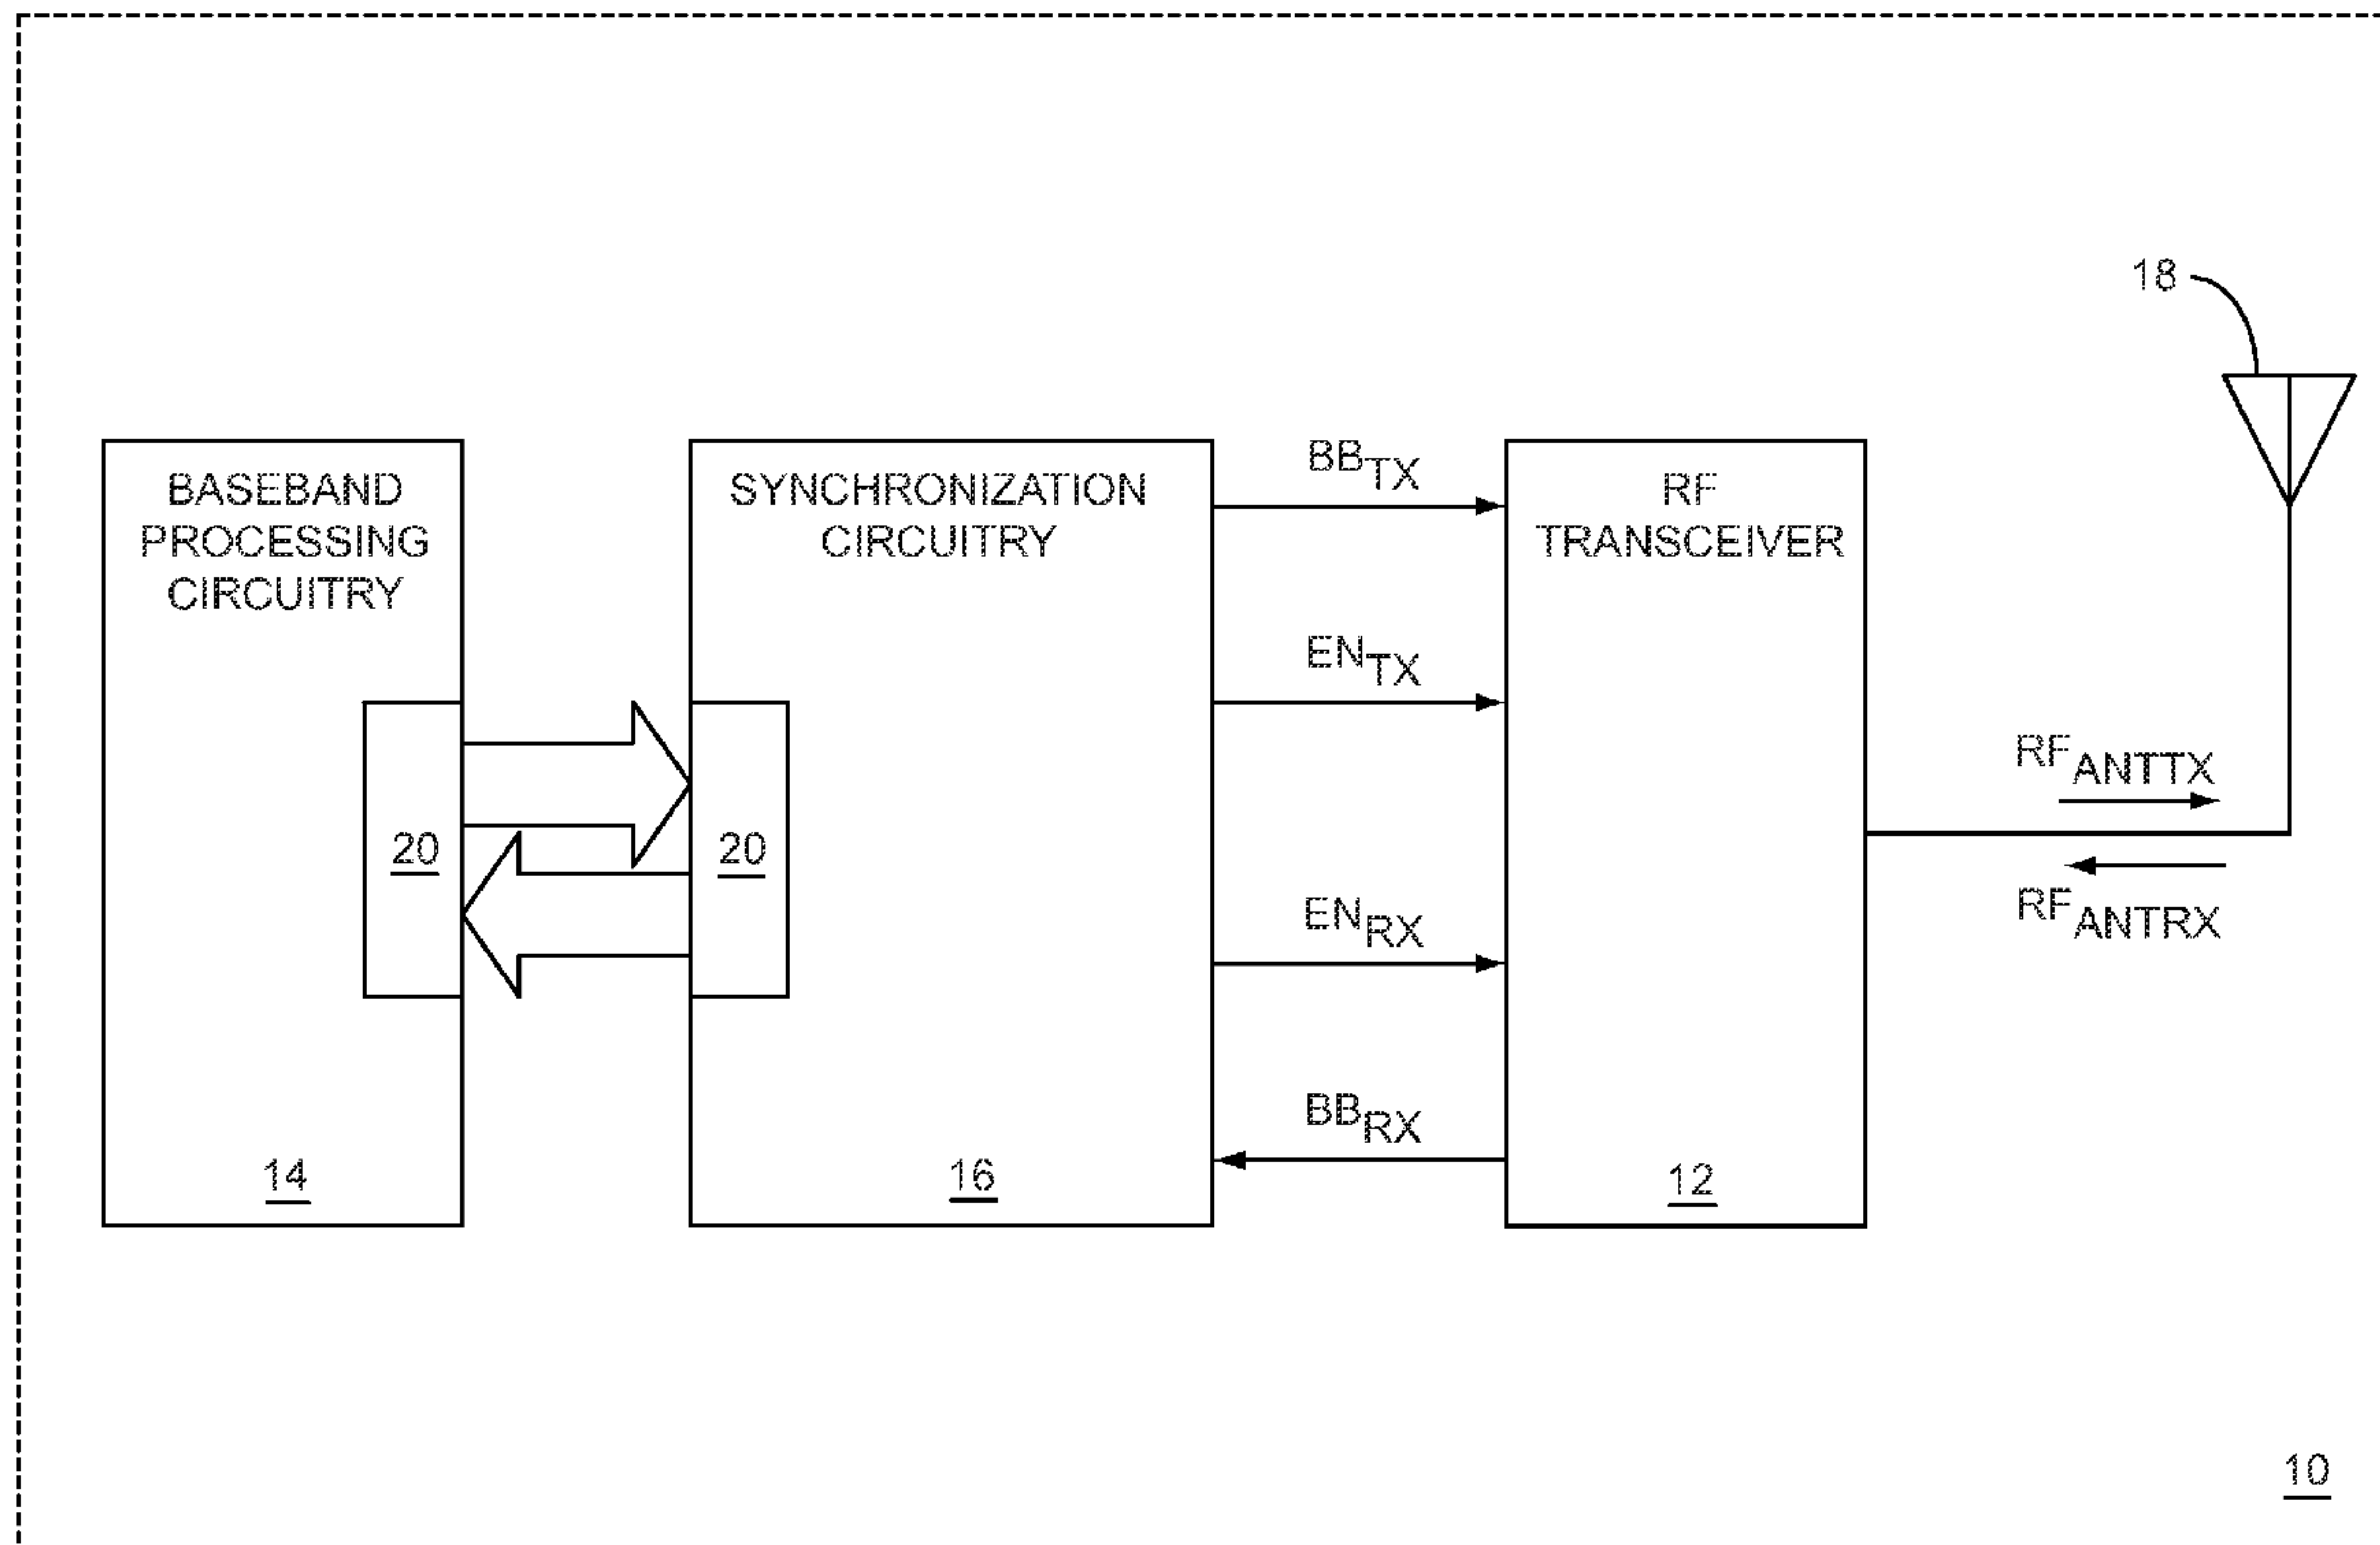 18
BASEBAND
PROCESSING
CIRCUITRY
14
20
SYNCHRONIZATION
CIRCUITRY
20
16
BBTX
ENTX
ENRX
BBRX
RF
TRANSCEIVER
12
RFANTTX
RFANTRX
10